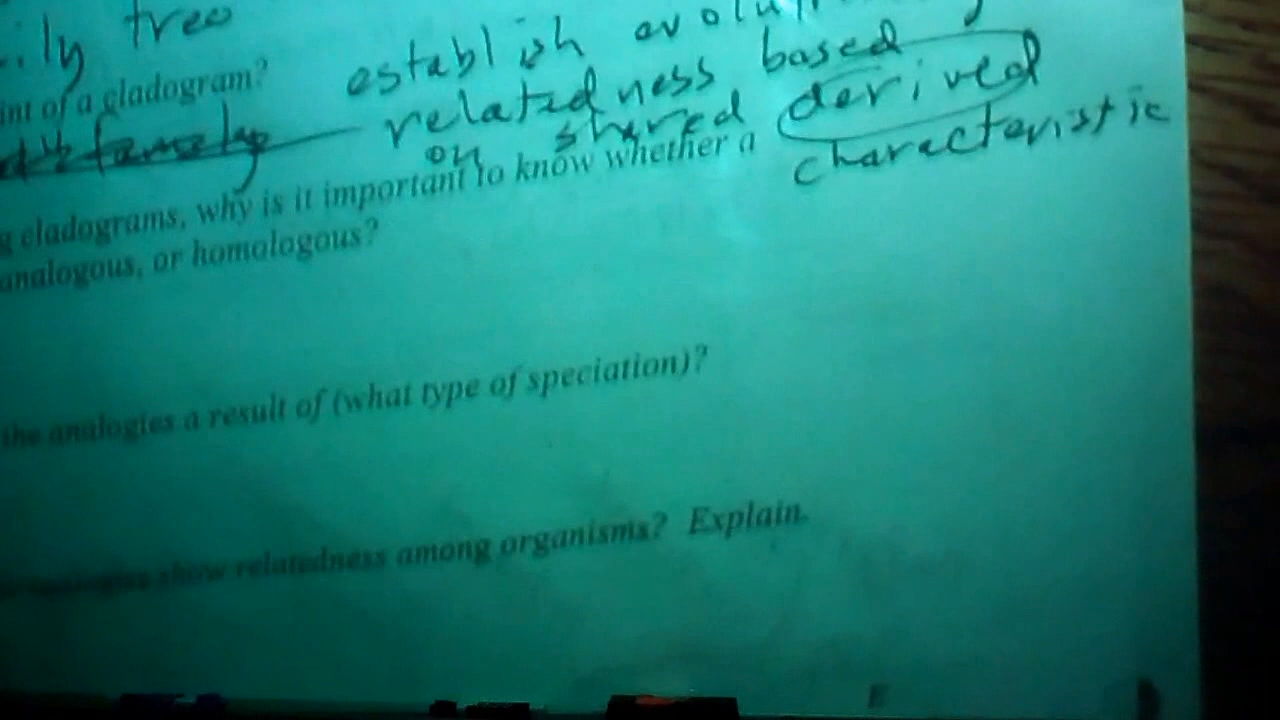 ily tree
int of a cladogram?
establish
relatedness based
on shared derived
characteristic
g cladograms, why is it important to know whether a
analogous, or homologous?
the analogies a result of (what type of speciation)?
show relatedness among organisms? Explain.
E